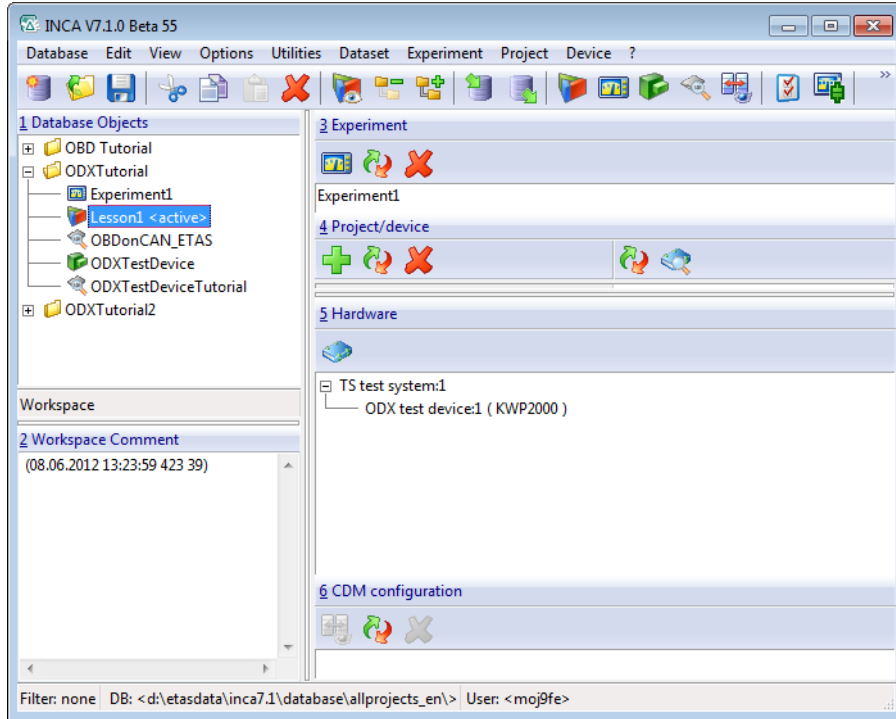 INCA V7.1.0 Beta 55
Database Edit View Options Utilities Dataset Experiment Project Device ?
1 Database Objects
OBD Tutorial
ODXTutorial
Experiment1
Lesson1 <active>
OBDonCAN_ETAS
ODXTestDevice
ODXTestDeviceTutorial
ODXTutorial2
Workspace
2 Workspace Comment
(08.06.2012 13:23:59 423 39)
3 Experiment
Experiment1
4 Project/device
5 Hardware
TS test system:1
ODX test device:1 ( KWP2000 )
6 CDM configuration
Filter: none DB: <d:\etasdata\inca7.1\database\allprojects_en\> User: <moj9fe>